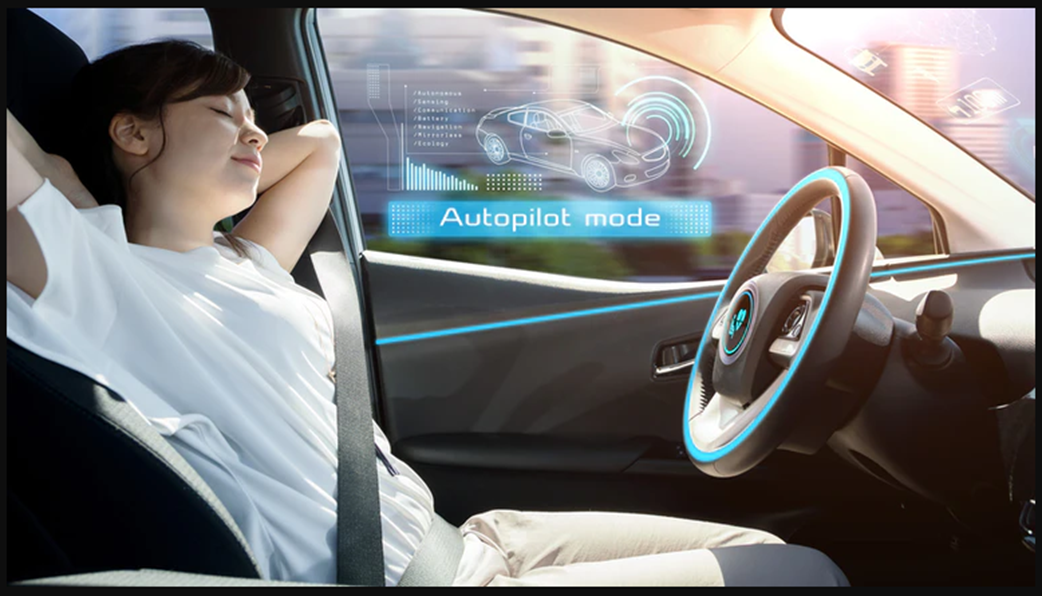 /Autonomous
/Sensing
/Communication
/Battery
/Navigation
/Mirrorless
/Ecology
Autopilot mode